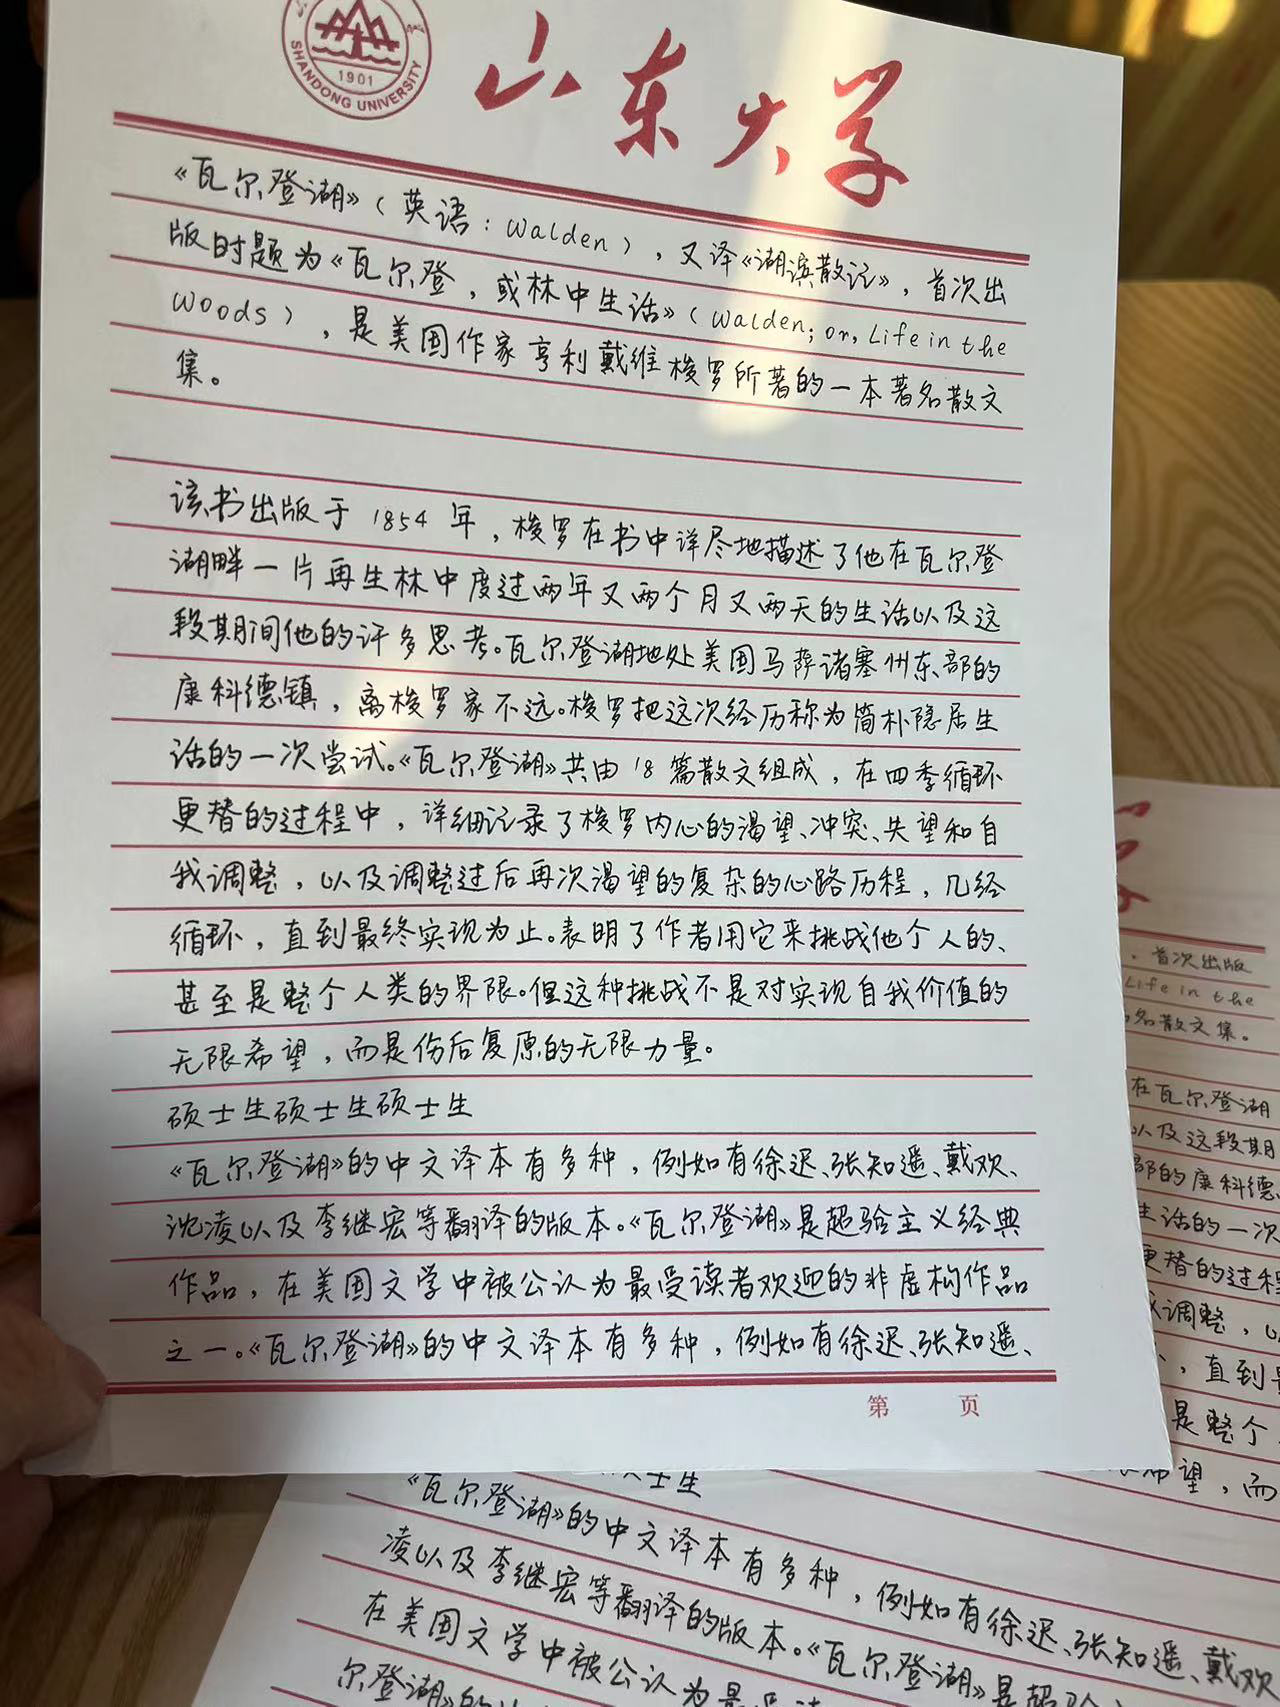 SHANDONG UNIVERSITY
1901
山东大学
《瓦尔登湖》（英语：Walden），又译《湖滨散记》，首次出
版时题为《瓦尔登，或林中生活》（Walden; or, Life in the
Woods），是美国作家亨利戴维梭罗所著的一本著名散文
集。
该书出版于1854年，梭罗在书中详尽地描述了他在瓦尔登
湖畔一片再生林中度过两年又两个月又两天的生活以及这
段期间他的许多思考。瓦尔登湖地处美国马萨诸塞州东部的
康科德镇，离梭罗家不远。梭罗把这次经历称为简朴隐居生
活的一次尝试。《瓦尔登湖》共由18篇散文组成，在四季循环
更替的过程中，详细记录了梭罗内心的渴望、冲突、失望和自
我调整，以及调整过后再次渴望的复杂的心路历程，几经
循环，直到最终实现为止。表明了作者用它来挑战他个人的、
甚至是整个人类的界限。但这种挑战不是对实现自我价值的
无限希望，而是伤后复原的无限力量。
硕士生硕士生硕士生
《瓦尔登湖》的中文译本有多种，例如有徐迟、张知遥、戴欢、
沈凌以及李继宏等翻译的版本。《瓦尔登湖》是超验主义经典
作品，在美国文学中被公认为最受读者欢迎的非虚构作品
之一。《瓦尔登湖》的中文译本有多种，例如有徐迟、张知遥、
第 页
，首次出版
Life in the
名散文集。
在瓦尔登湖
以及这段期
部的康科德
生活的一次
更替的过程
我调整，以
，直到最
是整个
希望，而
士生
《瓦尔登湖》的中文译本有多种，例如有徐迟、张知遥、戴欢
凌以及李继宏等翻译的版本。《瓦尔登湖》是超验
在美国文学中被公认为最受读
尔登湖》的